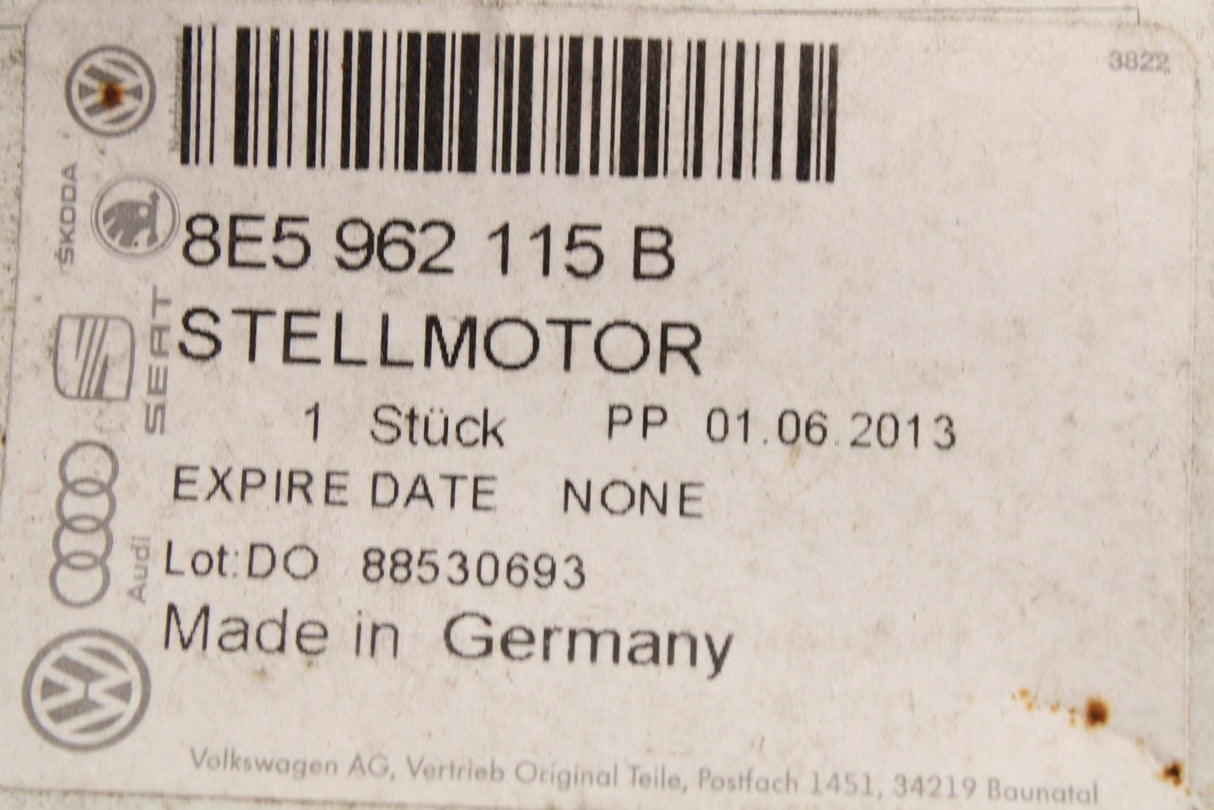 3822
8E5 962 115 B
STELLMOTOR
1 Stück PP 01.06.2013
EXPIRE DATE NONE
Lot:DO 88530693
Made in Germany
ŠKODA
SEAT
Audi
Volkswagen AG, Vertrieb Original Teile, Postfach 1451, 34219 Baunatal